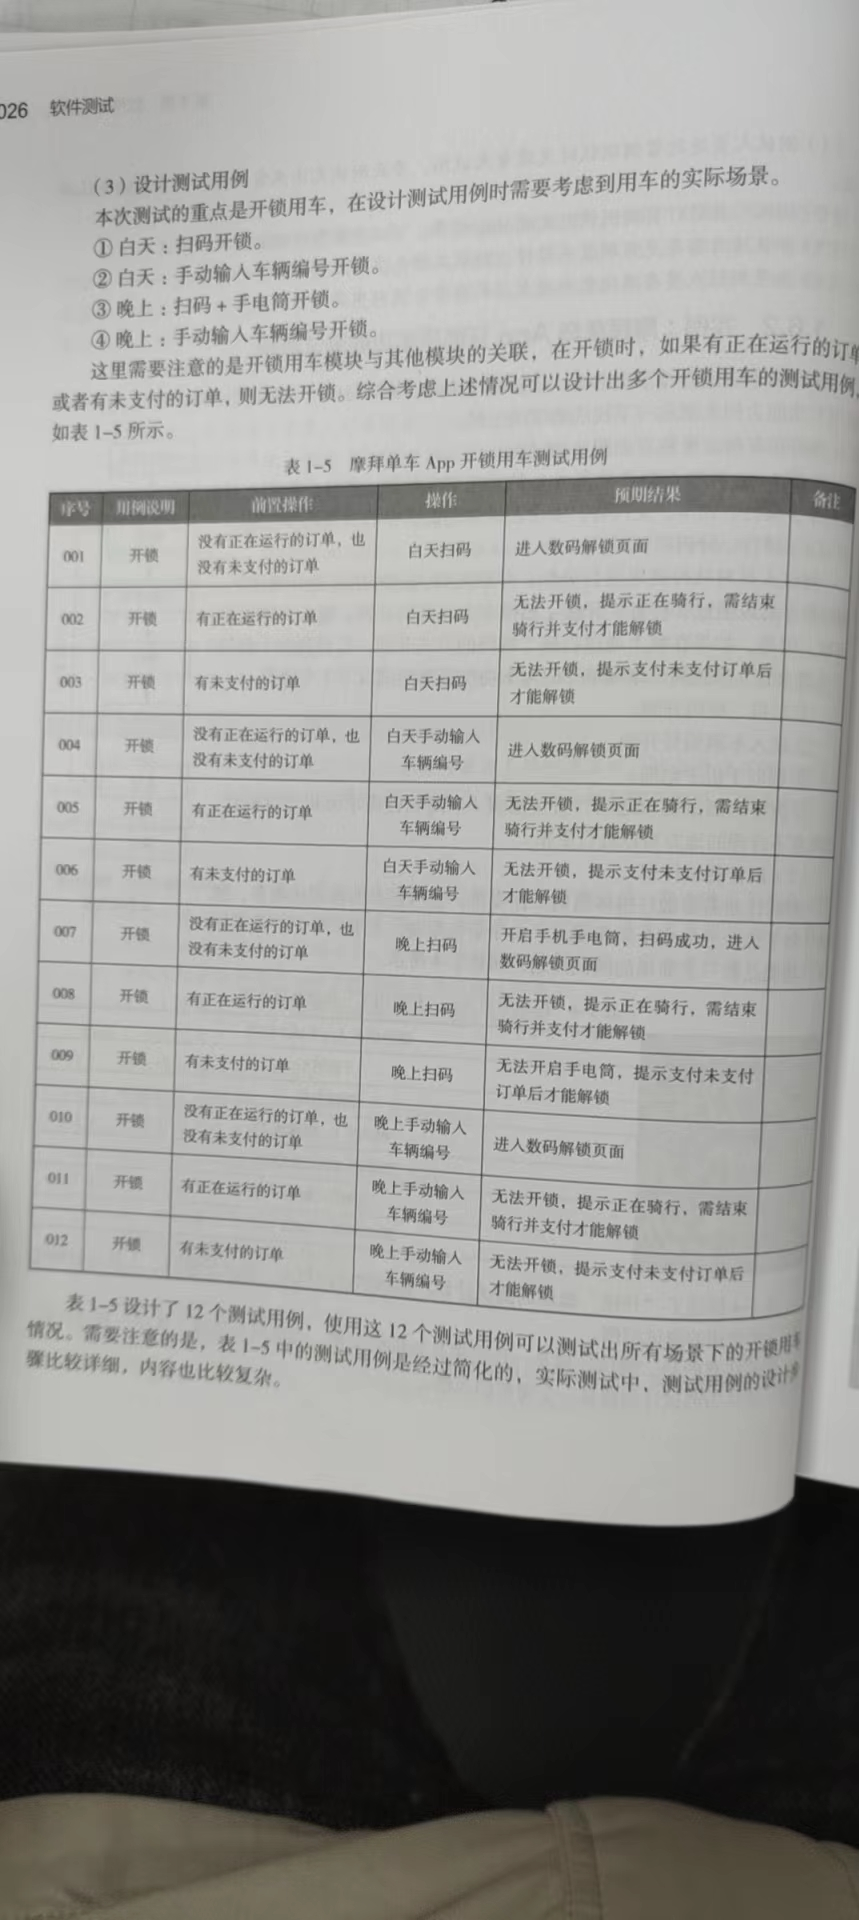 026 软件测试
(3)设计测试用例
本次测试的重点是开锁用车,在设计测试用例时需要考虑到用车的实际场景。
①白天:扫码开锁。
②白天:手动输入车辆编号开锁。
③晚上:扫码+手电筒开锁。
④晚上:手动输入车辆编号开锁。
这里需要注意的是开锁用车模块与其他模块的关联,在开锁时,如果有正在运行的订单
或者有未支付的订单,则无法开锁。综合考虑上述情况可以设计出多个开锁用车的测试用例,
如表1-5所示。
表1-5 摩拜单车App开锁用车测试用例
序号 用例说明 前置操作 操作 预期结果 备注
001 开锁 没有正在运行的订单,也没有未支付的订单 白天扫码 进入数码解锁页面
002 开锁 有正在运行的订单 白天扫码 无法开锁,提示正在骑行,需结束骑行并支付才能解锁
003 开锁 有未支付的订单 白天扫码 无法开锁,提示支付未支付订单后才能解锁
004 开锁 没有正在运行的订单,也没有未支付的订单 白天手动输入车辆编号 进入数码解锁页面
005 开锁 有正在运行的订单 白天手动输入车辆编号 无法开锁,提示正在骑行,需结束骑行并支付才能解锁
006 开锁 有未支付的订单 白天手动输入车辆编号 无法开锁,提示支付未支付订单后才能解锁
007 开锁 没有正在运行的订单,也没有未支付的订单 晚上扫码 开启手机手电筒,扫码成功,进入数码解锁页面
008 开锁 有正在运行的订单 晚上扫码 无法开锁,提示正在骑行,需结束骑行并支付才能解锁
009 开锁 有未支付的订单 晚上扫码 无法开启手电筒,提示支付未支付订单后才能解锁
010 开锁 没有正在运行的订单,也没有未支付的订单 晚上手动输入车辆编号 进入数码解锁页面
011 开锁 有正在运行的订单 晚上手动输入车辆编号 无法开锁,提示正在骑行,需结束骑行并支付才能解锁
012 开锁 有未支付的订单 晚上手动输入车辆编号 无法开锁,提示支付未支付订单后才能解锁
表1-5设计了12个测试用例,使用这12个测试用例可以测试出所有场景下的开锁用车
情况。需要注意的是,表1-5中的测试用例是经过简化的,实际测试中,测试用例的设计步
骤比较详细,内容也比较复杂。